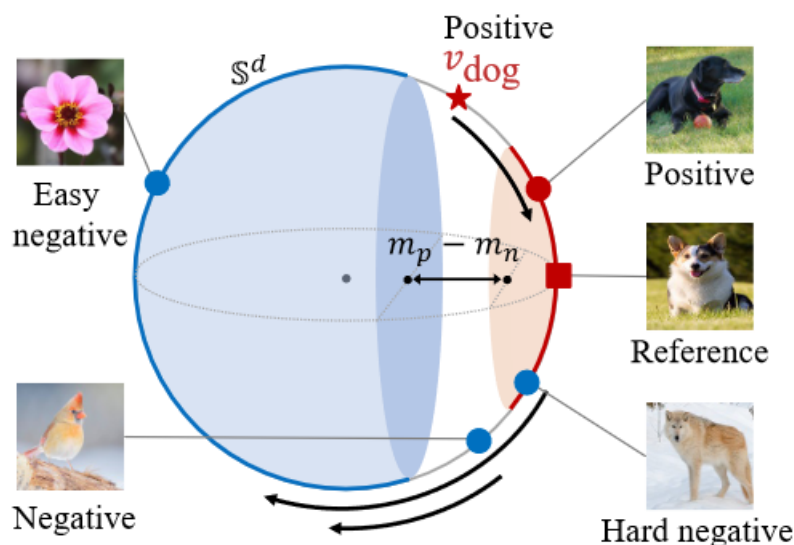 Positive
v_dog
𝕊^d
Easy
negative
Positive
m_p − m_n
Reference
Negative
Hard negative